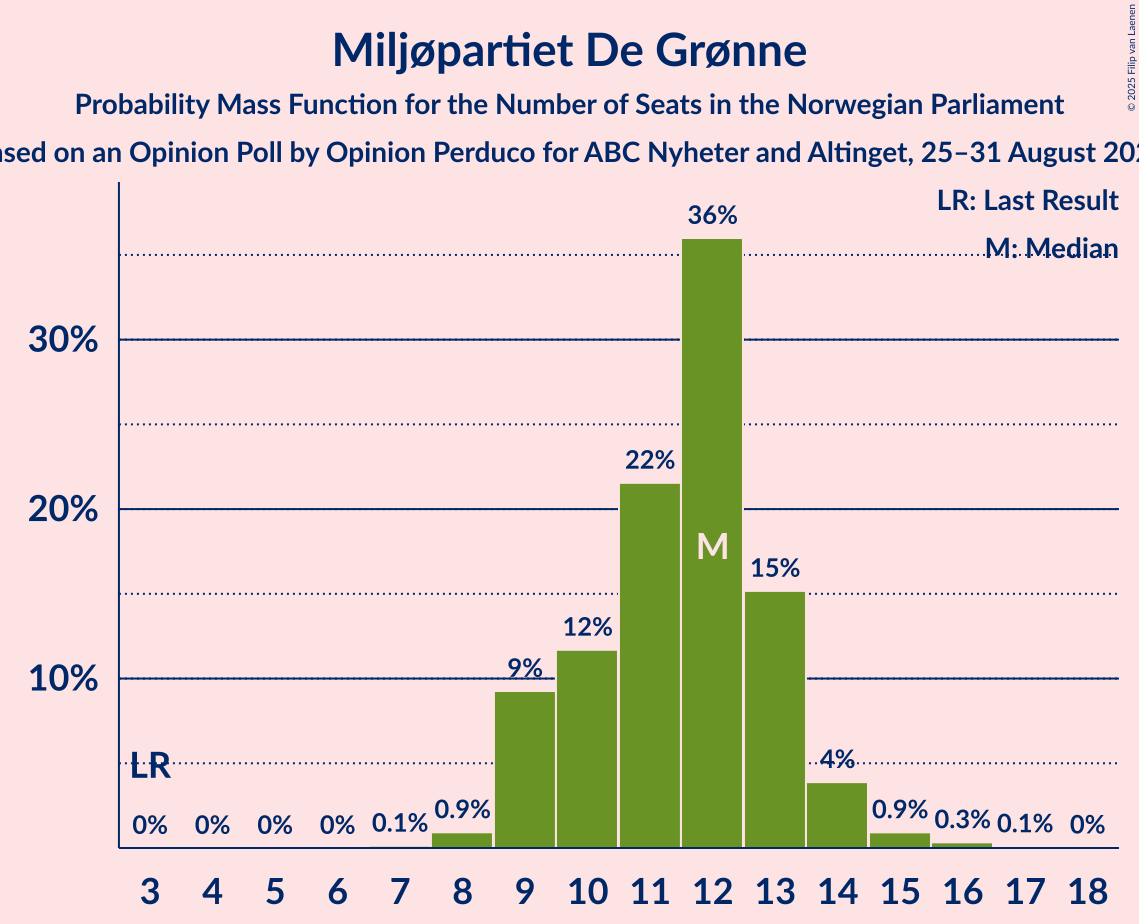 Miljøpartiet De Grønne
Probability Mass Function for the Number of Seats in the Norwegian Parliament
on an Opinion Poll by Opinion Perduco for ABC Nyheter and Altinget, 25–31 August
© 2025 Filip van Laenen
LR: Last Result
M: Median
36%
30%
22%
20%
M
15%
12%
9%
10%
LR
4%
0% 0% 0% 0% 0.1% 0.9% 0.9% 0.3% 0.1% 0%
3 4 5 6 7 8 9 10 11 12 13 14 15 16 17 18